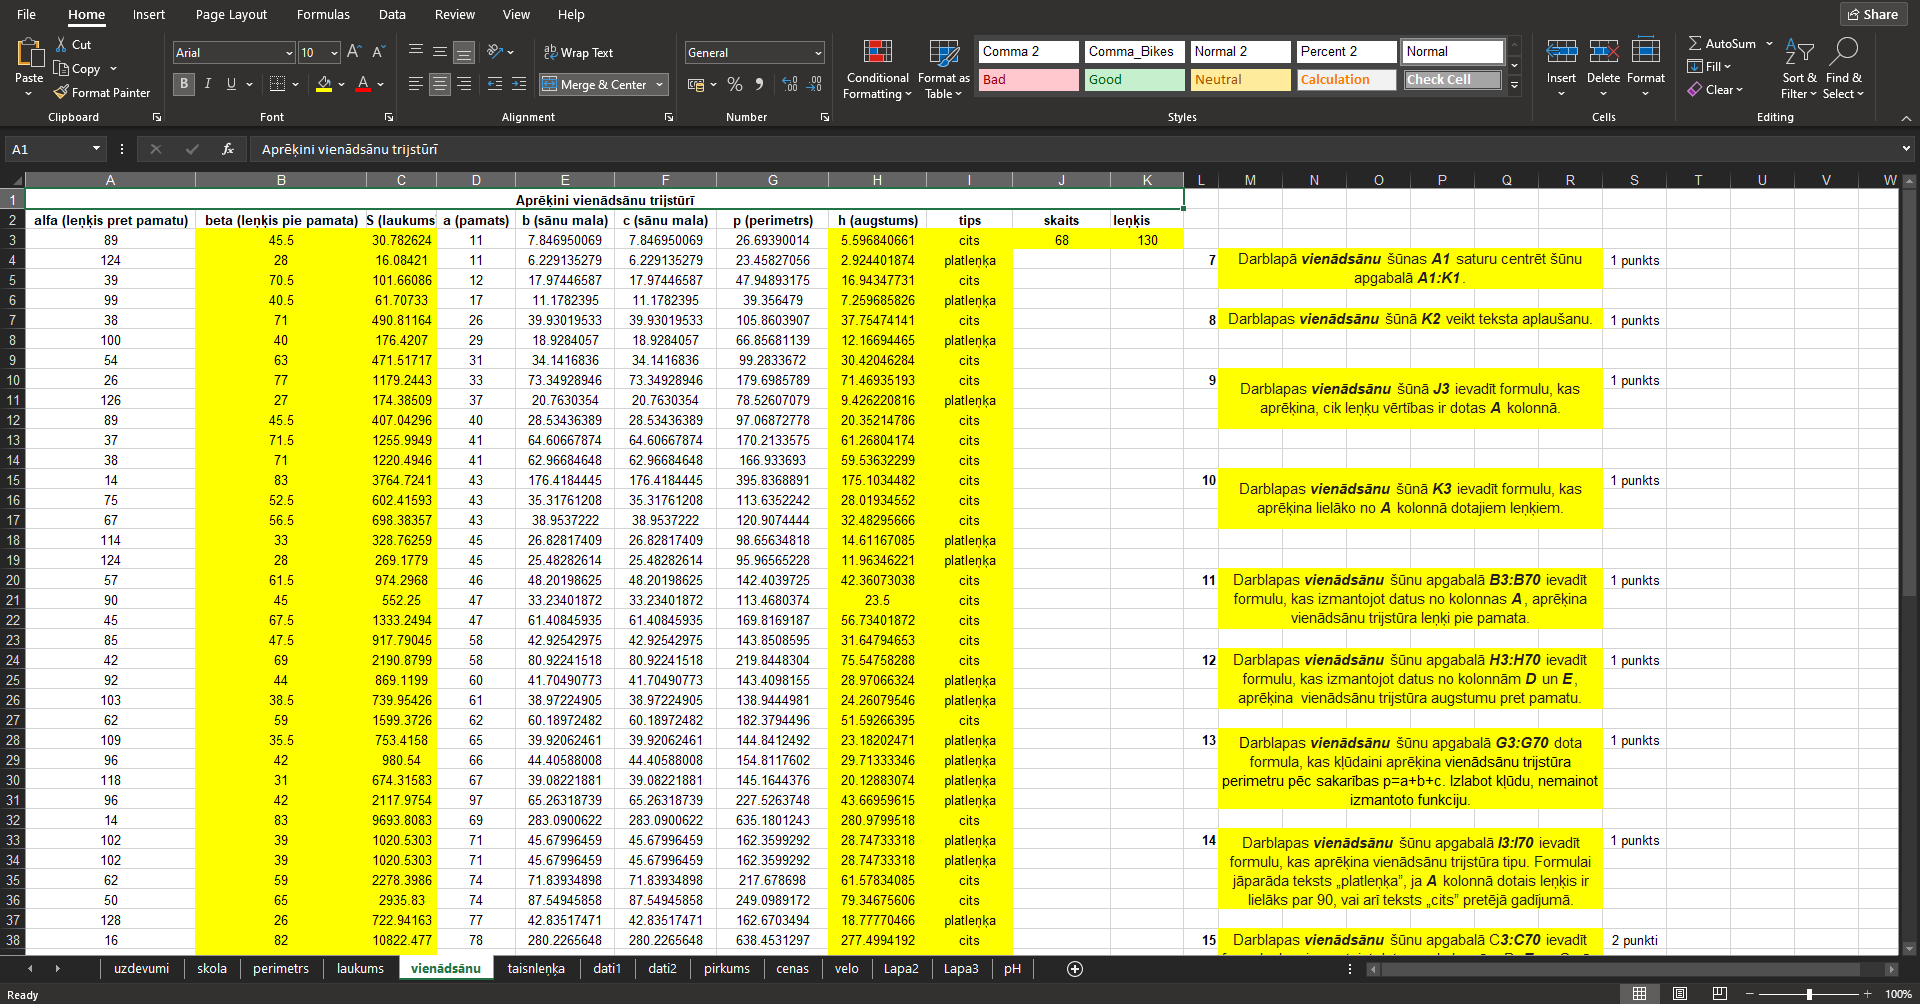 File Home Insert Page Layout Formulas Data Review View Help Share
Cut
Copy
Format Painter
Paste
Clipboard
Arial 10
B I U
Font
Wrap Text
Merge & Center
Alignment
General
Number
Conditional Formatting
Format as Table
Comma 2 Comma_Bikes Normal 2 Percent 2 Normal
Bad Good Neutral Calculation Check Cell
Styles
Insert Delete Format
Cells
AutoSum
Fill
Clear
Sort & Filter
Find & Select
Editing
A1 fx Aprēķini vienādsānu trijstūrī
A B C D E F G H I J K L M N O P Q R S T U V W
1 Aprēķini vienādsānu trijstūrī
2 alfa (leņķis pret pamatu) beta (leņķis pie pamata) S (laukums a (pamats) b (sānu mala) c (sānu mala) p (perimetrs) h (augstums) tips skaits leņķis
3 89 45.5 30.782624 11 7.846950069 7.846950069 26.69390014 5.596840661 cits 68 130
4 124 28 16.08421 11 6.229135279 6.229135279 23.45827056 2.924401874 platleņķa
5 39 70.5 101.66086 12 17.97446587 17.97446587 47.94893175 16.94347731 cits
6 99 40.5 61.70733 17 11.1782395 11.1782395 39.356479 7.259685826 platleņķa
7 38 71 490.81164 26 39.93019533 39.93019533 105.8603907 37.75474141 cits
8 100 40 176.4207 29 18.9284057 18.9284057 66.85681139 12.16694465 platleņķa
9 54 63 471.51717 31 34.1416836 34.1416836 99.2833672 30.42046284 cits
10 26 77 1179.2443 33 73.34928946 73.34928946 179.6985789 71.46935193 cits
11 126 27 174.38509 37 20.7630354 20.7630354 78.52607079 9.426220816 platleņķa
12 89 45.5 407.04296 40 28.53436389 28.53436389 97.06872778 20.35214786 cits
13 37 71.5 1255.9949 41 64.60667874 64.60667874 170.2133575 61.26804174 cits
14 38 71 1220.4946 41 62.96684648 62.96684648 166.933693 59.53632299 cits
15 14 83 3764.7241 43 176.4184445 176.4184445 395.8368891 175.1034482 cits
16 75 52.5 602.41593 43 35.31761208 35.31761208 113.6352242 28.01934552 cits
17 67 56.5 698.38357 43 38.9537222 38.9537222 120.9074444 32.48295666 cits
18 114 33 328.76259 45 26.82817409 26.82817409 98.65634818 14.61167085 platleņķa
19 124 28 269.1779 45 25.48282614 25.48282614 95.96565228 11.96346221 platleņķa
20 57 61.5 974.2968 46 48.20198625 48.20198625 142.4039725 42.36073038 cits
21 90 45 552.25 47 33.23401872 33.23401872 113.4680374 23.5 cits
22 45 67.5 1333.2494 47 61.40845935 61.40845935 169.8169187 56.73401872 cits
23 85 47.5 917.79045 58 42.92542975 42.92542975 143.8508595 31.64794653 cits
24 42 69 2190.8799 58 80.92241518 80.92241518 219.8448304 75.54758288 cits
25 92 44 869.1199 60 41.70490773 41.70490773 143.4098155 28.97066324 platleņķa
26 103 38.5 739.95426 61 38.97224905 38.97224905 138.9444981 24.26079546 platleņķa
27 62 59 1599.3726 62 60.18972482 60.18972482 182.3794496 51.59266395 cits
28 109 35.5 753.4158 65 39.92062461 39.92062461 144.8412492 23.18202471 platleņķa
29 96 42 980.54 66 44.40588008 44.40588008 154.8117602 29.71333346 platleņķa
30 118 31 674.31583 67 39.08221881 39.08221881 145.1644376 20.12883074 platleņķa
31 96 42 2117.9754 97 65.26318739 65.26318739 227.5263748 43.66959615 platleņķa
32 14 83 9693.8083 69 283.0900622 283.0900622 635.1801243 280.9799518 cits
33 102 39 1020.5303 71 45.67996459 45.67996459 162.3599292 28.74733318 platleņķa
34 102 39 1020.5303 71 45.67996459 45.67996459 162.3599292 28.74733318 platleņķa
35 62 59 2278.3986 74 71.83934898 71.83934898 217.678698 61.57834085 cits
36 50 65 2935.83 74 87.54945858 87.54945858 249.0989172 79.34675606 cits
37 128 26 722.94163 77 42.83517471 42.83517471 162.6703494 18.77770466 platleņķa
38 16 82 10822.477 78 280.2265648 280.2265648 638.4531297 277.4994192 cits
7 Darblapā vienādsānu šūnas A1 saturu centrēt šūnu 1 punkts
apgabalā A1:K1.
8 Darblapas vienādsānu šūnā K2 veikt teksta aplaušanu. 1 punkts
9 Darblapas vienādsānu šūnā J3 ievadīt formulu, kas 1 punkts
aprēķina, cik leņķu vērtības ir dotas A kolonnā.
10 Darblapas vienādsānu šūnā K3 ievadīt formulu, kas 1 punkts
aprēķina lielāko no A kolonnā dotajiem leņķiem.
11 Darblapas vienādsānu šūnu apgabalā B3:B70 ievadīt 1 punkts
formulu, kas izmantojot datus no kolonnas A, aprēķina
vienādsānu trijstūra leņķi pie pamata.
12 Darblapas vienādsānu šūnu apgabalā H3:H70 ievadīt 1 punkts
formulu, kas izmantojot datus no kolonnām D un E,
aprēķina vienādsānu trijstūra augstumu pret pamatu.
13 Darblapas vienādsānu šūnu apgabalā G3:G70 dota 1 punkts
formula, kas kļūdaini aprēķina vienādsānu trijstūra
perimetru pēc sakarības p=a+b+c. Izlabot kļūdu, nemainot
izmantoto funkciju.
14 Darblapas vienādsānu šūnu apgabalā I3:I70 ievadīt 1 punkts
formulu, kas aprēķina vienādsānu trijstūra tipu. Formulai
jāparāda teksts „platleņķa”, ja A kolonnā dotais leņķis ir
lielāks par 90, vai arī teksts „cits” pretējā gadījumā.
15 Darblapas vienādsānu šūnu apgabalā C3:C70 ievadīt 2 punkti
uzdevumi skola perimetrs laukums vienādsānu taisnleņķa dati1 dati2 pirkums cenas velo Lapa2 Lapa3 pH
Ready 100%